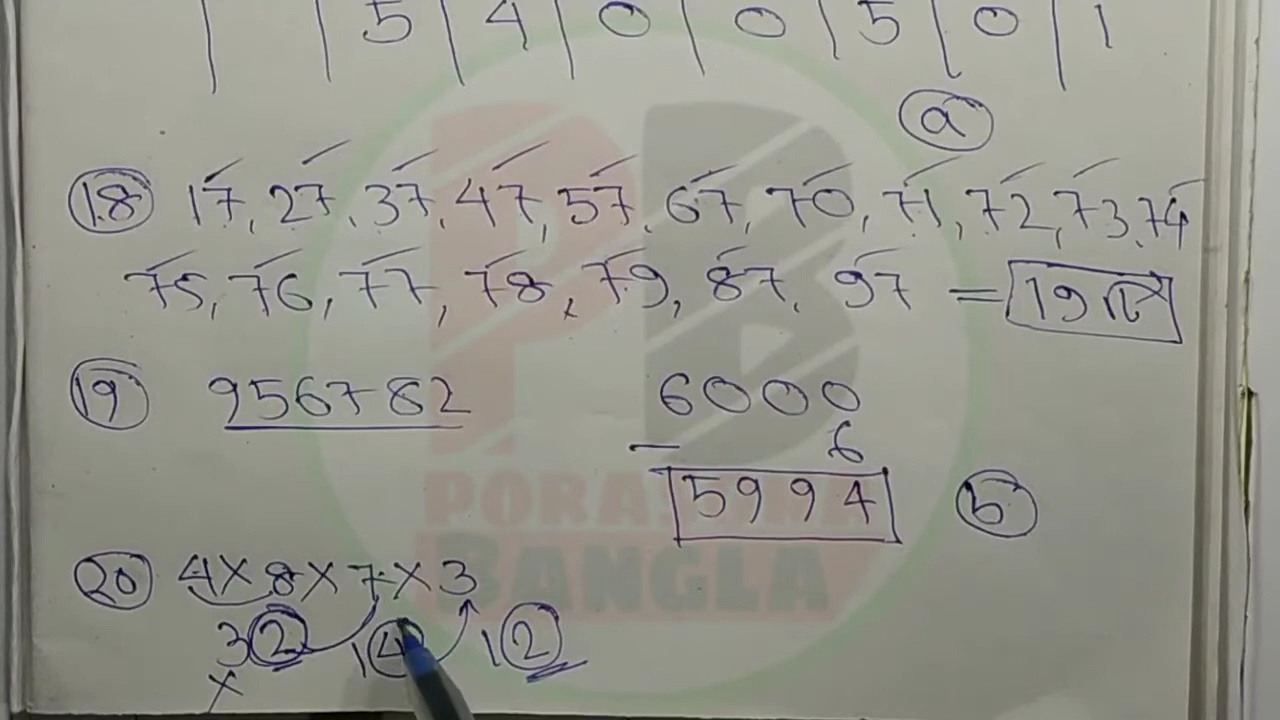 5 | 4 | 0 | 0 | 5 | 0 | 1
a
18 17, 27, 37, 47, 57, 67, 70, 71, 72, 73, 74
75, 76, 77, 78, 79, 87, 97 = 19 টি
19 956782 6000
- 6
5994 b
20 4×8×7×3
32 14 12
×
PB
PORASUNA
BANGLA